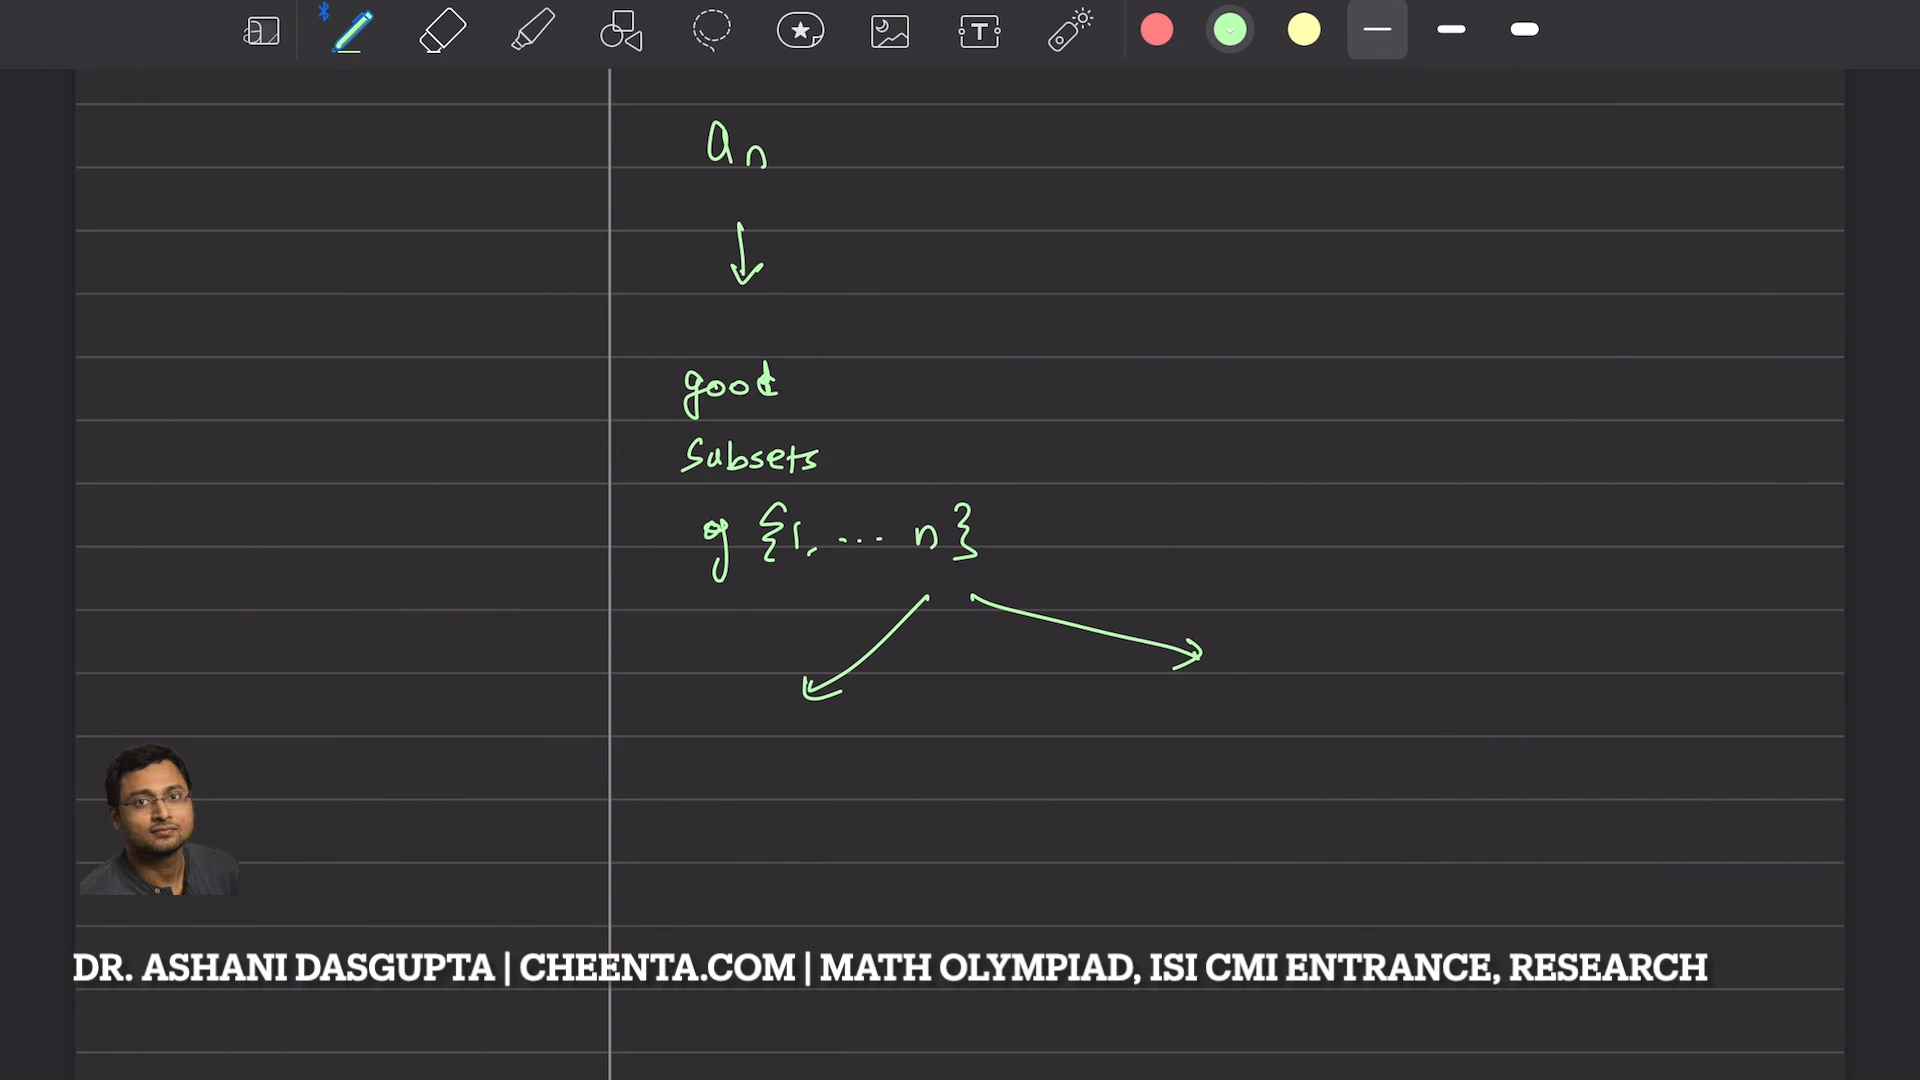 an
good
Subsets
of {1, ... n}
DR. ASHANI DASGUPTA | CHEENTA.COM | MATH OLYMPIAD, ISI CMI ENTRANCE, RESEARCH